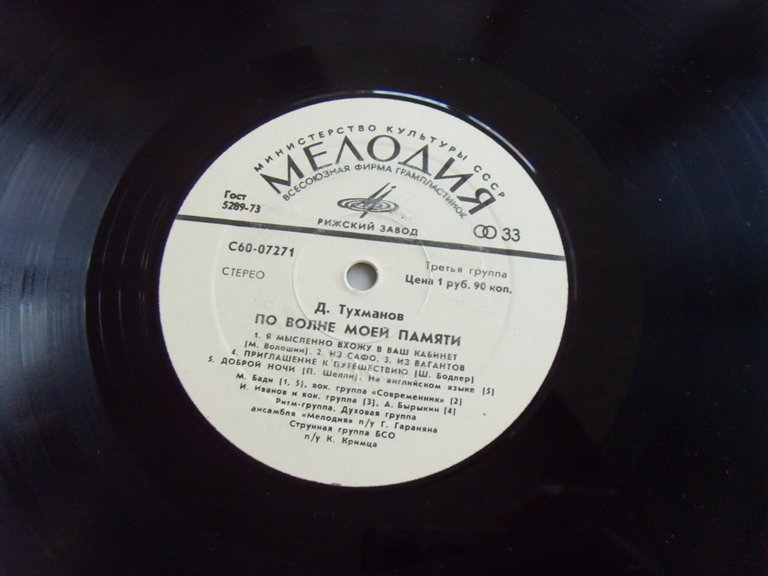 МИНИСТЕРСТВО КУЛЬТУРЫ СССР
МЕЛОДИЯ
ВСЕСОЮЗНАЯ ФИРМА ГРАМПЛАСТИНОК
Гост
5289-73
РИЖСКИЙ ЗАВОД
33
С60-07271
СТЕРЕО
Третья группа
Цена 1 руб. 90 коп.
Д. Тухманов
ПО ВОЛНЕ МОЕЙ ПАМЯТИ
1. Я МЫСЛЕННО ВХОЖУ В ВАШ КАБИНЕТ
(М. Волошин). 2. ИЗ САФО. 3. ИЗ ВАГАНТОВ
4. ПРИГЛАШЕНИЕ К ПУТЕШЕСТВИЮ (Ш. Бодлер)
5. ДОБРОЙ НОЧИ (П. Шелли). На английском языке (5)
М. Бади (1, 5), вок. группа «Современник» (2)
И. Иванов и вок. группа (3), А. Бырыкин (4)
Ритм-группа, Духовая группа
ансамбля «Мелодия» п/у Г. Гараняна
Струнная группа БСО
п/у К. Кримца